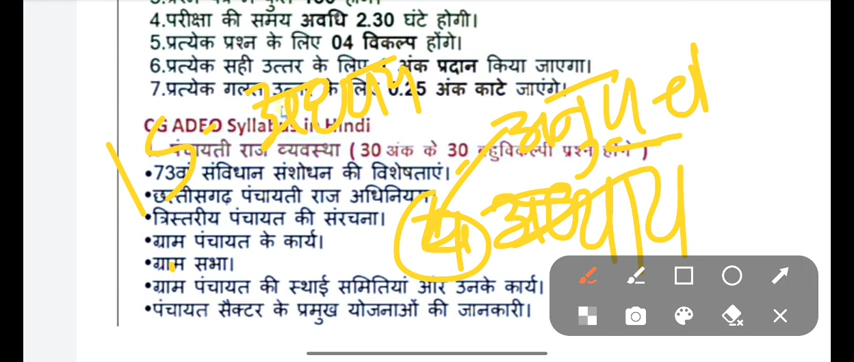 4.परीक्षा की समय अवधि 2.30 घंटे होगी।
5.प्रत्येक प्रश्न के लिए 04 विकल्प होंगे।
6.प्रत्येक सही उत्तर के लिए अंक प्रदान किया जाएगा।
7.प्रत्येक गलत उत्तर के लिए 0.25 अंक काटे जाएंगे।
CG ADEO Syllabus in Hindi
पंचायती राज व्यवस्था ( 30 अंक के 30 बहुविकल्पी प्रश्न होंगे )
•73वां संविधान संशोधन की विशेषताएं।
•छत्तीसगढ़ पंचायती राज अधिनियम
•त्रिस्तरीय पंचायत की संरचना।
•ग्राम पंचायत के कार्य।
•ग्राम सभा।
•ग्राम पंचायत की स्थाई समितियां और उनके कार्य।
•पंचायत सैक्टर के प्रमुख योजनाओं की जानकारी।
15-
अध्याय